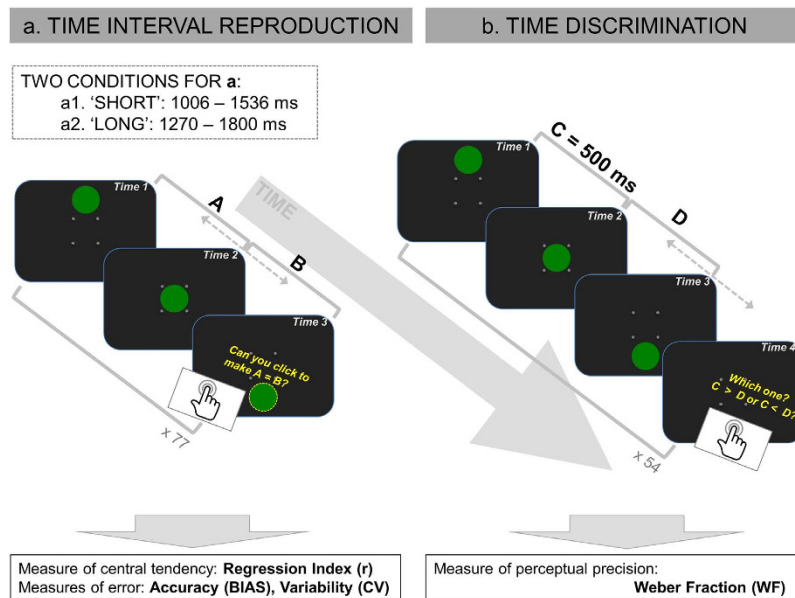 a. TIME INTERVAL REPRODUCTION
b. TIME DISCRIMINATION
TWO CONDITIONS FOR a:
a1. ‘SHORT’: 1006 – 1536 ms
a2. ‘LONG’: 1270 – 1800 ms
Time 1
A
Time 2
B
Time 3
Can you click to
make A = B?
x 77
TIME
Time 1
C = 500 ms
Time 2
D
Time 3
Time 4
Which one?
C > D or C < D?
x 54
Measure of central tendency: Regression Index (r)
Measures of error: Accuracy (BIAS), Variability (CV)
Measure of perceptual precision:
Weber Fraction (WF)